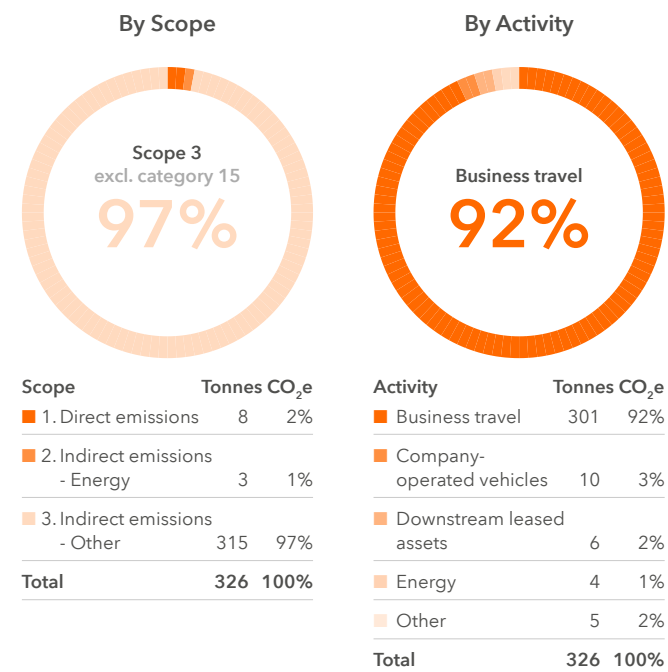 By Scope
Scope 3
excl. category 15
97%
Scope Tonnes CO₂e
1. Direct emissions 8 2%
2. Indirect emissions
- Energy 3 1%
3. Indirect emissions
- Other 315 97%
Total 326 100%
By Activity
Business travel
92%
Activity Tonnes CO₂e
Business travel 301 92%
Company-
operated vehicles 10 3%
Downstream leased
assets 6 2%
Energy 4 1%
Other 5 2%
Total 326 100%